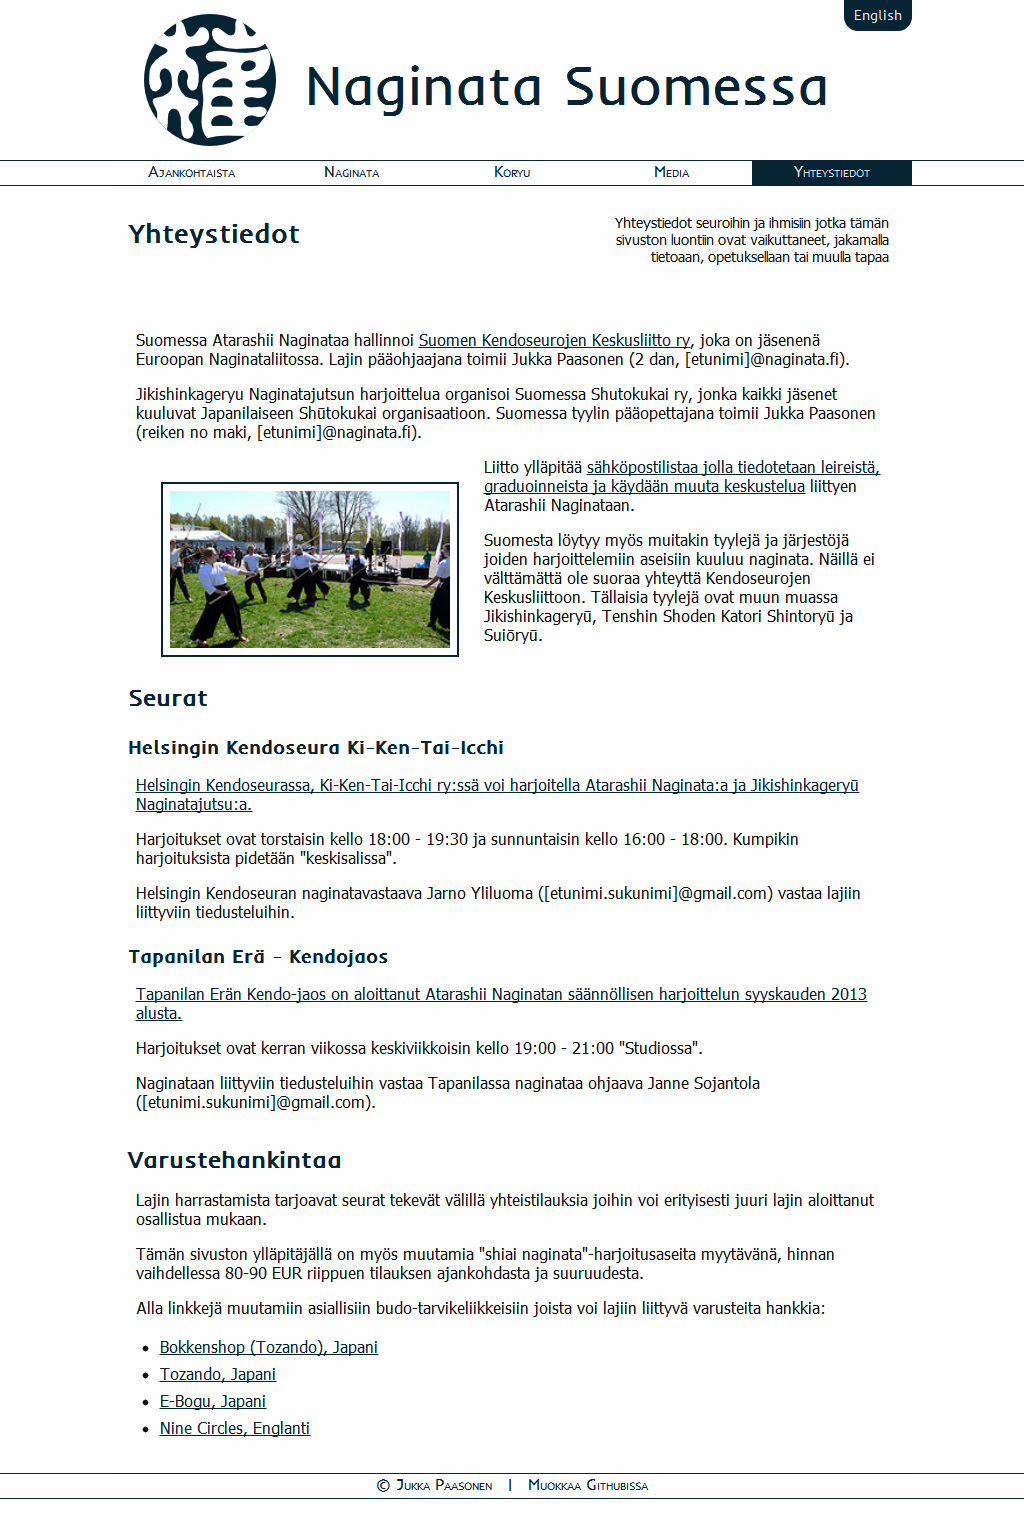 English
Naginata Suomessa
Ajankohtaista
Naginata
Koryu
Media
Yhteystiedot
Yhteystiedot
Yhteystiedot seuroihin ja ihmisiin jotka tämän
sivuston luontiin ovat vaikuttaneet, jakamalla
tietoaan, opetuksellaan tai muulla tapaa
Suomessa Atarashii Naginataa hallinnoi Suomen Kendoseurojen Keskusliitto ry, joka on jäsenenä
Euroopan Naginataliitossa. Lajin pääohjaajana toimii Jukka Paasonen (2 dan, [etunimi]@naginata.fi).
Jikishinkageryu Naginatajutsun harjoittelua organisoi Suomessa Shutokukai ry, jonka kaikki jäsenet
kuuluvat Japanilaiseen Shūtokukai organisaatioon. Suomessa tyylin pääopettajana toimii Jukka Paasonen
(reiken no maki, [etunimi]@naginata.fi).
Liitto ylläpitää sähköpostilistaa jolla tiedotetaan leireistä,
graduoinneista ja käydään muuta keskustelua liittyen
Atarashii Naginataan.
Suomesta löytyy myös muitakin tyylejä ja järjestöjä
joiden harjoittelemiin aseisiin kuuluu naginata. Näillä ei
välttämättä ole suoraa yhteyttä Kendoseurojen
Keskusliittoon. Tällaisia tyylejä ovat muun muassa
Jikishinkageryū, Tenshin Shoden Katori Shintoryū ja
Suiōryū.
Seurat
Helsingin Kendoseura Ki-Ken-Tai-Icchi
Helsingin Kendoseurassa, Ki-Ken-Tai-Icchi ry:ssä voi harjoitella Atarashii Naginata:a ja Jikishinkageryū
Naginatajutsu:a.
Harjoitukset ovat torstaisin kello 18:00 - 19:30 ja sunnuntaisin kello 16:00 - 18:00. Kumpikin
harjoituksista pidetään "keskisalissa".
Helsingin Kendoseuran naginatavastaava Jarno Yliluoma ([etunimi.sukunimi]@gmail.com) vastaa lajiin
liittyviin tiedusteluihin.
Tapanilan Erä - Kendojaos
Tapanilan Erän Kendo-jaos on aloittanut Atarashii Naginatan säännöllisen harjoittelun syyskauden 2013
alusta.
Harjoitukset ovat kerran viikossa keskiviikkoisin kello 19:00 - 21:00 "Studiossa".
Naginataan liittyviin tiedusteluihin vastaa Tapanilassa naginataa ohjaava Janne Sojantola
([etunimi.sukunimi]@gmail.com).
Varustehankintaa
Lajin harrastamista tarjoavat seurat tekevät välillä yhteistilauksia joihin voi erityisesti juuri lajin aloittanut
osallistua mukaan.
Tämän sivuston ylläpitäjällä on myös muutamia "shiai naginata"-harjoitusaseita myytävänä, hinnan
vaihdellessa 80-90 EUR riippuen tilauksen ajankohdasta ja suuruudesta.
Alla linkkejä muutamiin asiallisiin budo-tarvikeliikkeisiin joista voi lajiin liittyvä varusteita hankkia:
Bokkenshop (Tozando), Japani
Tozando, Japani
E-Bogu, Japani
Nine Circles, Englanti
© Jukka Paasonen | Muokkaa Githubissa